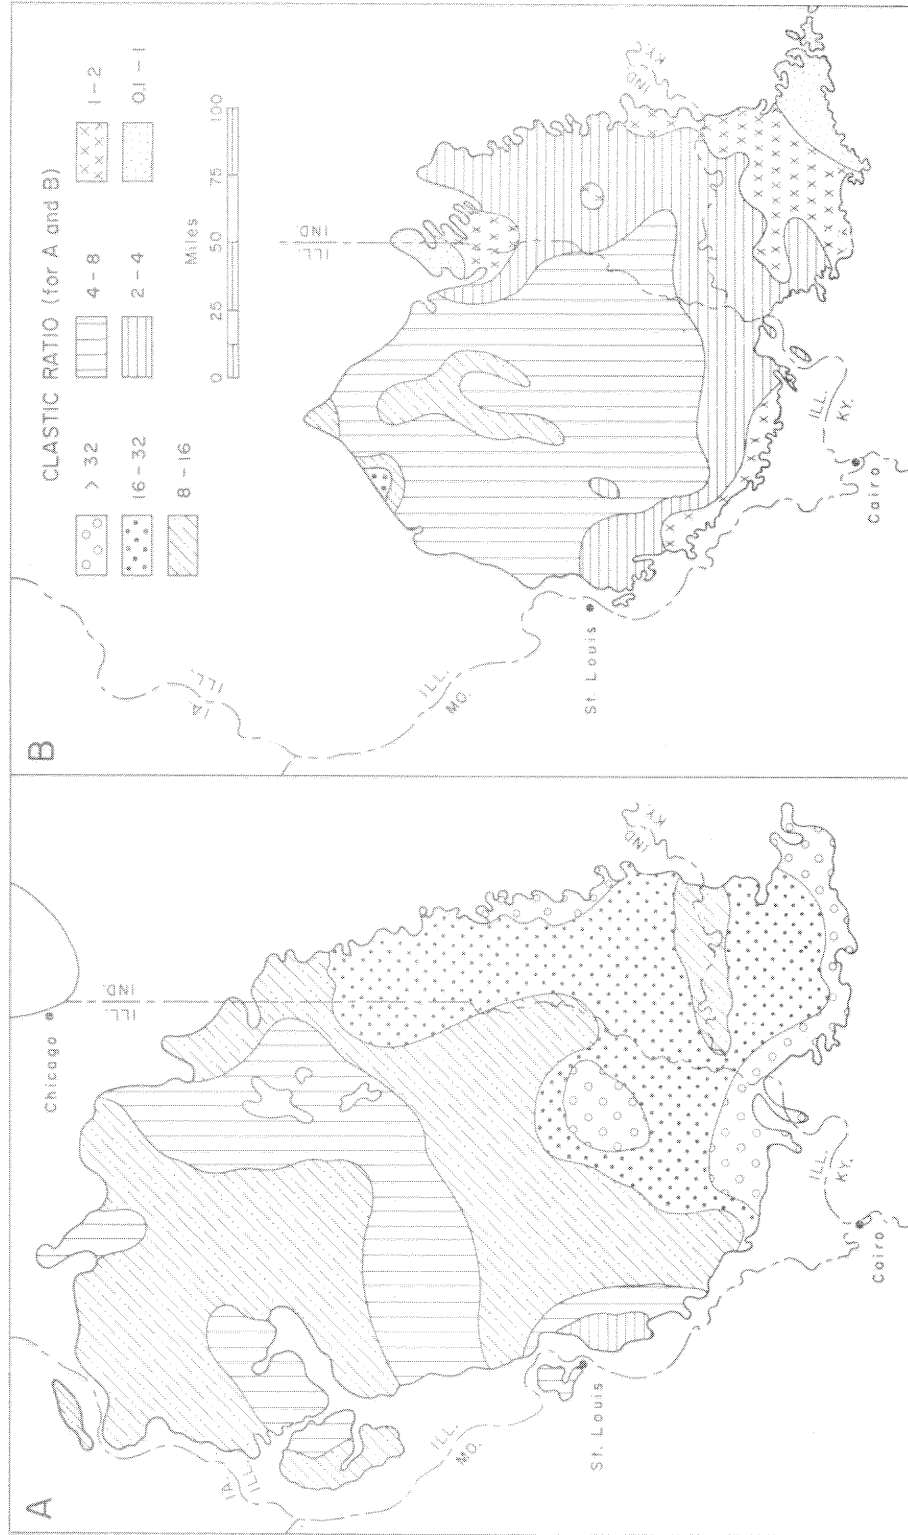 A
Chicago
ILL.
IND.
IA.
ILL.
ILL.
MO.
St. Louis
IND
KY.
ILL.
KY.
Cairo
B
CLASTIC RATIO (for A and B)
> 32
4 - 8
1 - 2
16 - 32
2 - 4
0.1 - 1
8 - 16
Miles
0 25 50 75 100
ILL.
IND.
IA.
ILL.
ILL.
MO.
St. Louis
IND
KY.
ILL.
KY.
Cairo